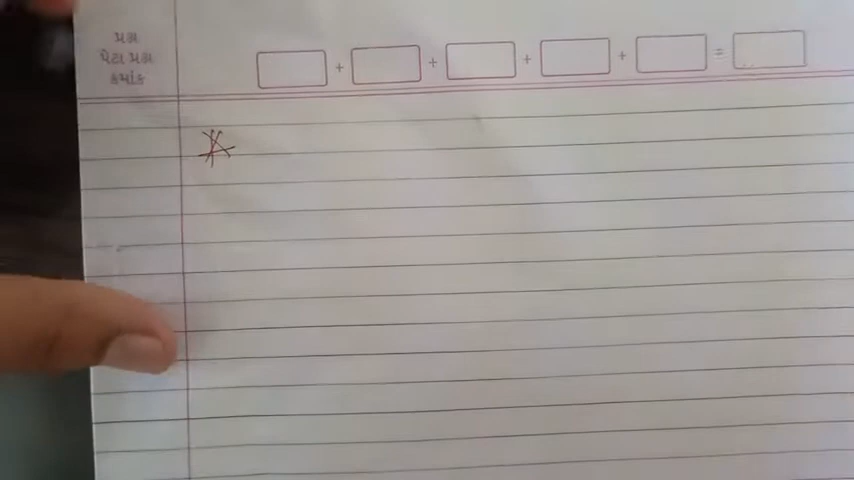 પ્રશ્ન
પેટા પ્રશ્ન
ક્રમાંક
+ + + + =